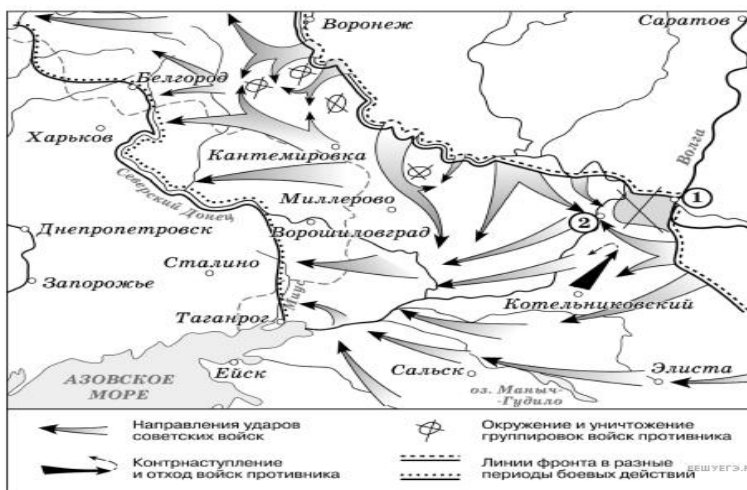 Воронеж
Саратов
Белгород
Волга
Харьков
Кантемировка
Северский Донец
Миллерово
1
2
Днепропетровск
Ворошиловград
Сталино
Запорожье
Миус
Котельниковский
Таганрог
Ейск
Сальск
Элиста
АЗОВСКОЕ
МОРЕ
оз. Маныч-
-Гудило
Направления ударов
советских войск
Окружение и уничтожение
группировок войск противника
Контрнаступление
и отход войск противника
Линии фронта в разные
периоды боевых действий